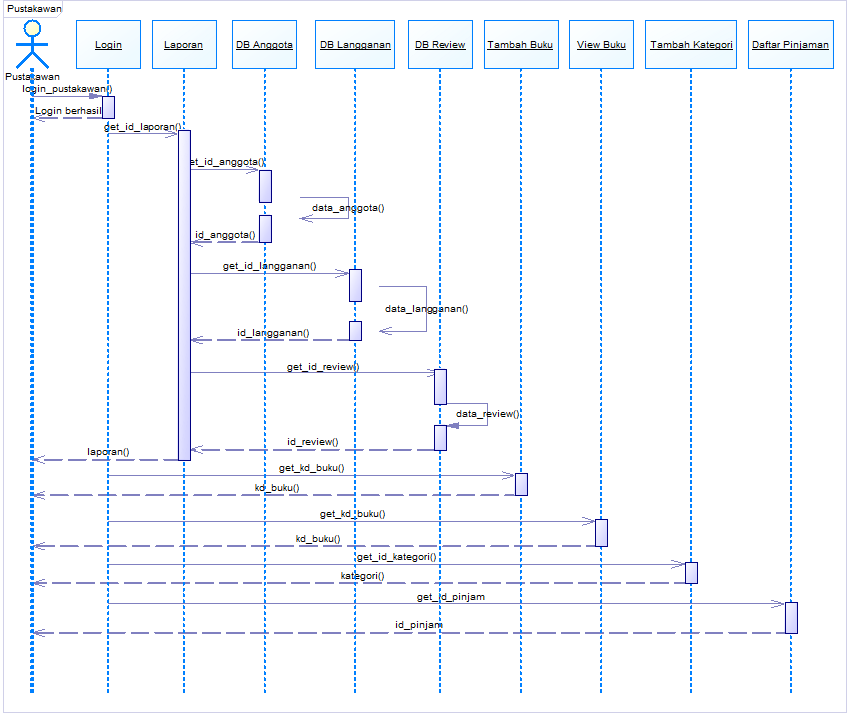 Pustakawan
Login
Laporan
DB Anggota
DB Langganan
DB Review
Tambah Buku
View Buku
Tambah Kategori
Daftar Pinjaman
Pustakawan
login_pustakawan()
Login berhasil
get_id_laporan()
et_id_anggota()
data_anggota()
id_anggota()
get_id_langganan()
data_langganan()
id_langganan()
get_id_review()
data_review()
id_review()
laporan()
get_kd_buku()
kd_buku()
get_kd_buku()
kd_buku()
get_id_kategori()
kategori()
get_id_pinjam
id_pinjam